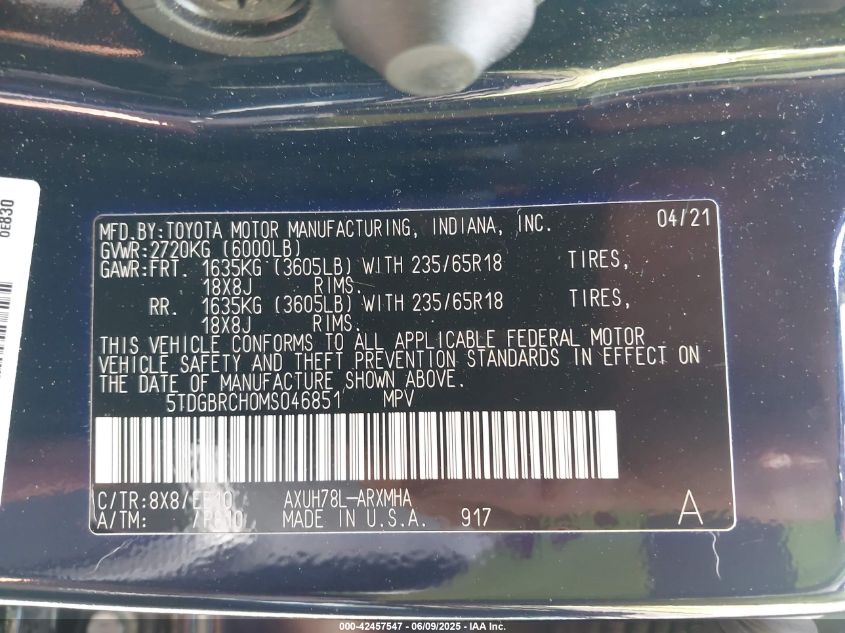 0E830
MFD.BY:TOYOTA MOTOR MANUFACTURING, INDIANA, INC. 04/21
GVWR:2720KG (6000LB)
GAWR:FRT. 1635KG (3605LB) WITH 235/65R18 TIRES,
18X8J RIMS.
RR. 1635KG (3605LB) WITH 235/65R18 TIRES,
18X8J RIMS.
THIS VEHICLE CONFORMS TO ALL APPLICABLE FEDERAL MOTOR
VEHICLE SAFETY AND THEFT PREVENTION STANDARDS IN EFFECT ON
THE DATE OF MANUFACTURE SHOWN ABOVE.
5TDGBRCH0MS046851 MPV
C/TR:8X8/EB10 AXUH78L-ARXMHA
A/TM: MADE IN U.S.A. 917 A
000-42457547 - 06/09/2025 - IAA Inc.